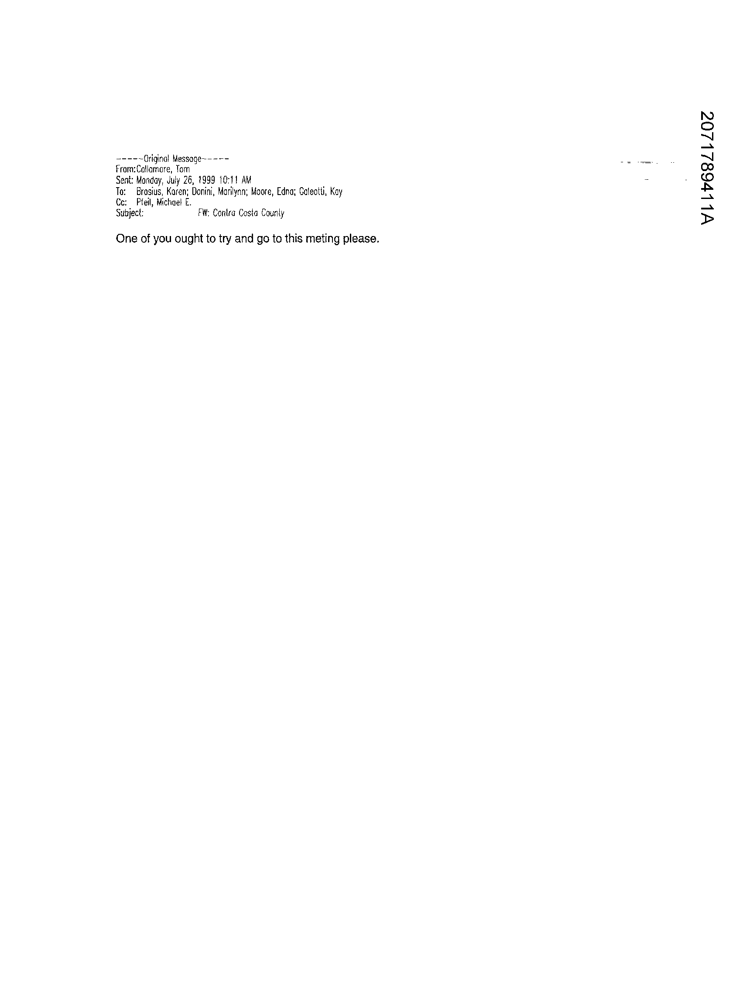 -----Original Message-----
From:Collamore, Tom
Sent: Monday, July 26, 1999 10:11 AM
To: Brosius, Karen; Donini, Marilynn; Moore, Edna; Galeotti, Kay
Cc: Pfeil, Michael E.
Subject: FW: Contra Costa County
One of you ought to try and go to this meting please.
2071789411A